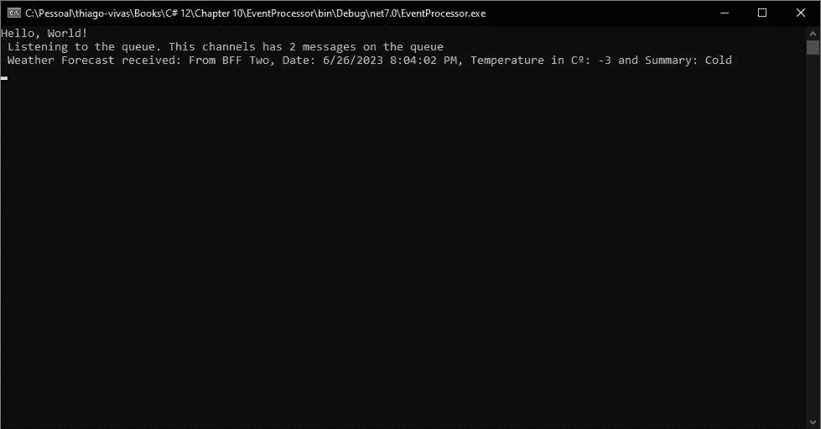 C:\Pessoal\thiago-vivas\Books\C# 12\Chapter 10\EventProcessor\bin\Debug\net7.0\EventProcessor.exe
Hello, World!
Listening to the queue. This channels has 2 messages on the queue
Weather Forecast received: From BFF Two, Date: 6/26/2023 8:04:02 PM, Temperature in Cº: -3 and Summary: Cold